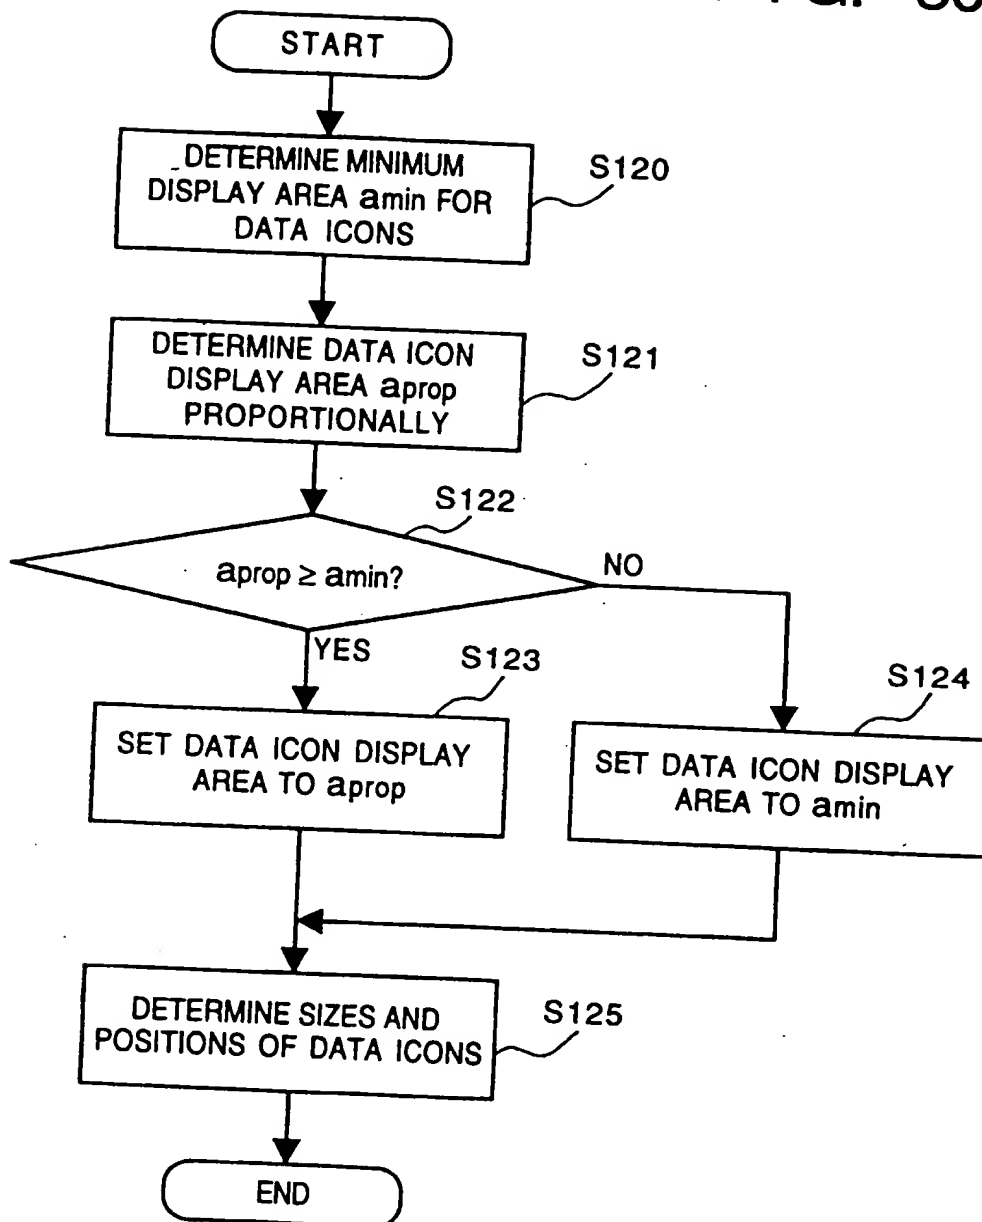 FIG.
START
DETERMINE MINIMUM
DISPLAY AREA amin FOR
DATA ICONS
S120
DETERMINE DATA ICON
DISPLAY AREA aprop
PROPORTIONALLY
S121
S122
aprop ≥ amin?
NO
YES
S123
SET DATA ICON DISPLAY
AREA TO aprop
S124
SET DATA ICON DISPLAY
AREA TO amin
DETERMINE SIZES AND
POSITIONS OF DATA ICONS
S125
END